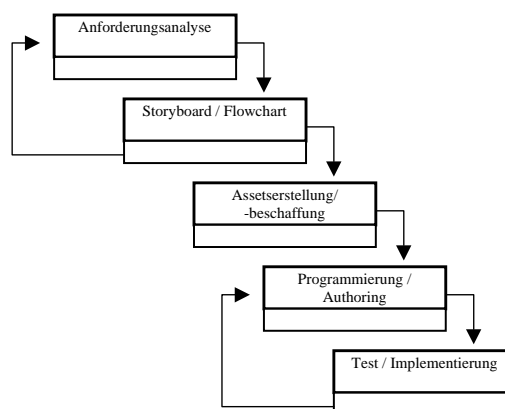 Anforderungsanalyse
Storyboard / Flowchart
Assetserstellung/
-beschaffung
Programmierung /
Authoring
Test / Implementierung